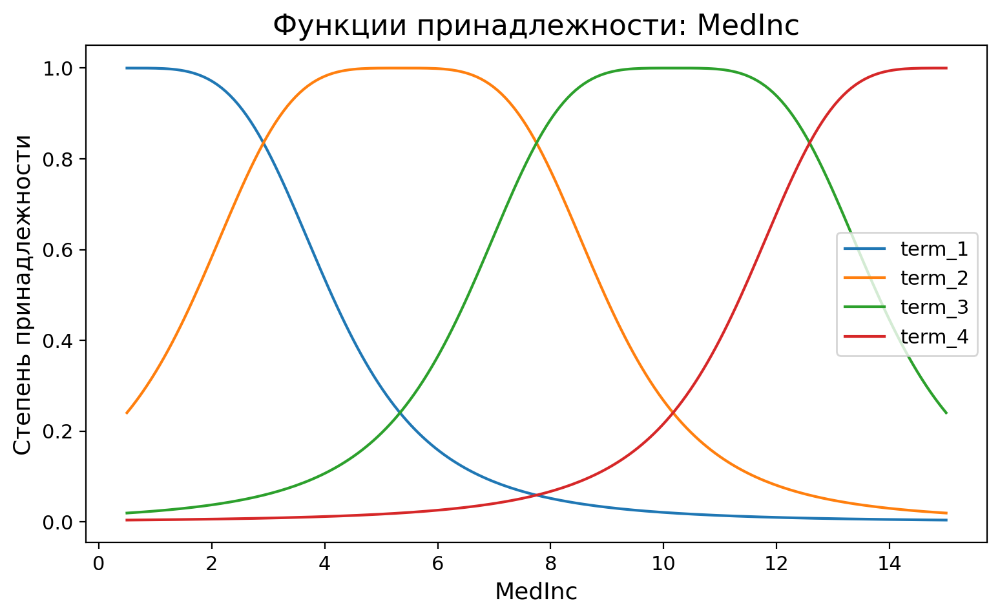 Функции принадлежности: MedInc
Степень принадлежности
1.0
0.8
0.6
0.4
0.2
0.0
term_1
term_2
term_3
term_4
0 2 4 6 8 10 12 14
MedInc